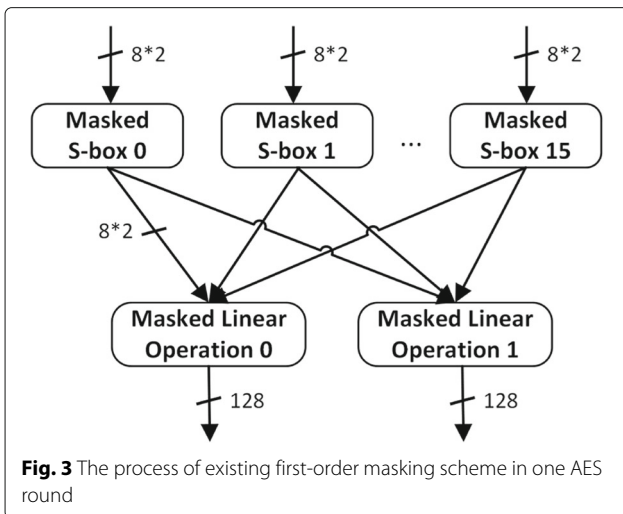 8*2
8*2
8*2
Masked
S-box 0
Masked
S-box 1
...
Masked
S-box 15
8*2
Masked Linear
Operation 0
Masked Linear
Operation 1
128
128
Fig. 3 The process of existing first-order masking scheme in one AES
round